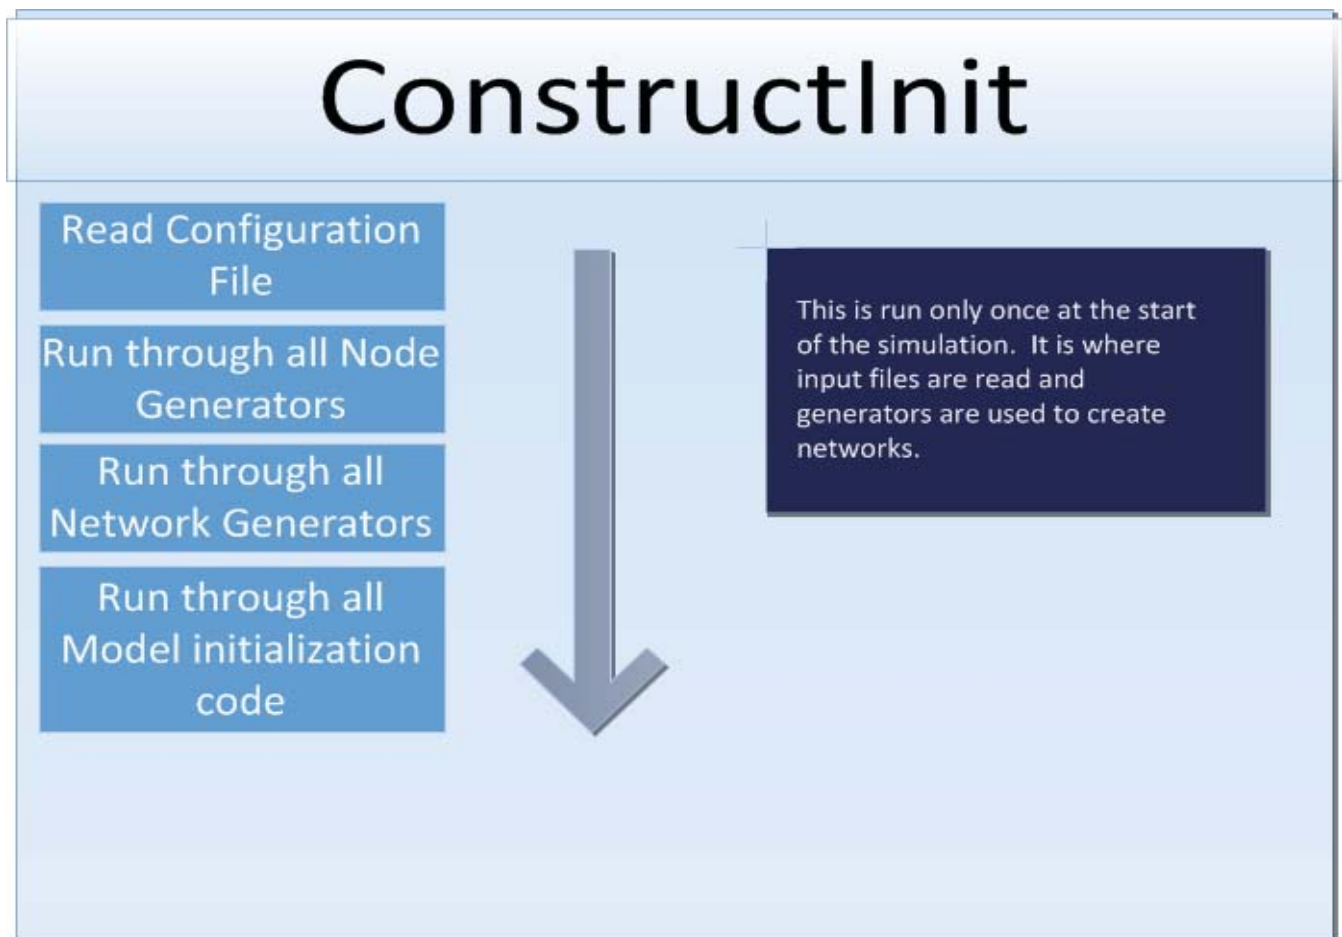 ConstructInit
Read Configuration
File
Run through all Node
Generators
Run through all
Network Generators
Run through all
Model initialization
code
This is run only once at the start
of the simulation.  It is where
input files are read and
generators are used to create
networks.